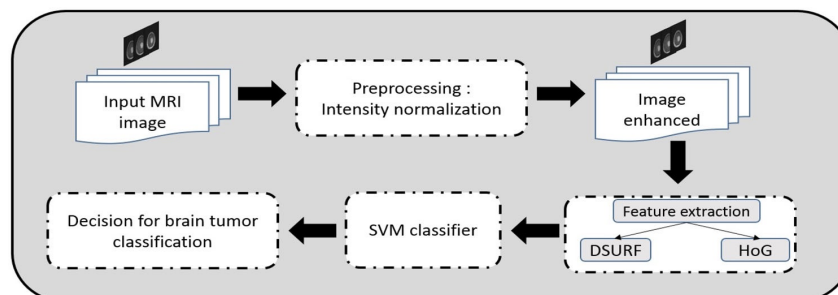 Input MRI
image
Preprocessing :
Intensity normalization
Image
enhanced
Feature extraction
DSURF
HoG
SVM classifier
Decision for brain tumor
classification